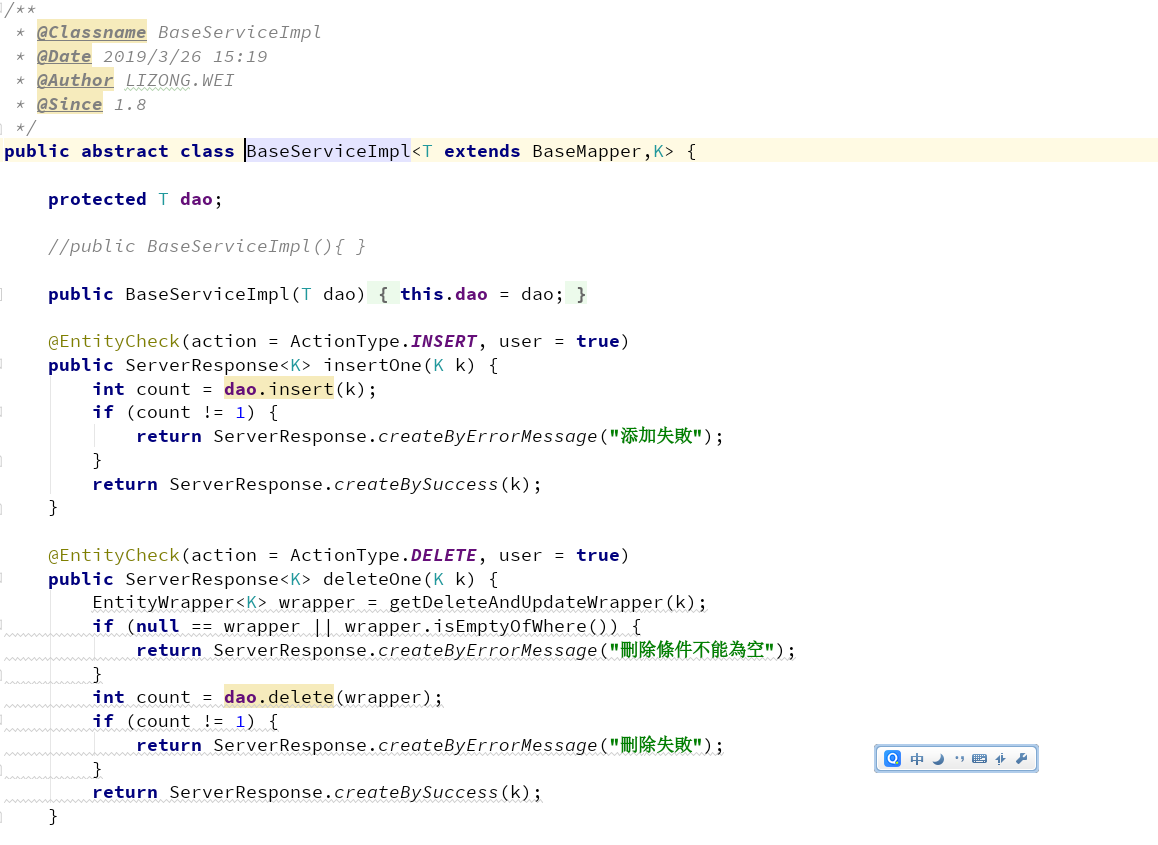 /**
 * @Classname BaseServiceImpl
 * @Date 2019/3/26 15:19
 * @Author LIZONG.WEI
 * @Since 1.8
 */
public abstract class BaseServiceImpl<T extends BaseMapper,K> {
    protected T dao;
    //public BaseServiceImpl(){ }
    public BaseServiceImpl(T dao) { this.dao = dao; }
    @EntityCheck(action = ActionType.INSERT, user = true)
    public ServerResponse<K> insertOne(K k) {
        int count = dao.insert(k);
        if (count != 1) {
            return ServerResponse.createByErrorMessage("添加失敗");
        }
        return ServerResponse.createBySuccess(k);
    }
    @EntityCheck(action = ActionType.DELETE, user = true)
    public ServerResponse<K> deleteOne(K k) {
        EntityWrapper<K> wrapper = getDeleteAndUpdateWrapper(k);
        if (null == wrapper || wrapper.isEmptyOfWhere()) {
            return ServerResponse.createByErrorMessage("刪除條件不能為空");
        }
        int count = dao.delete(wrapper);
        if (count != 1) {
            return ServerResponse.createByErrorMessage("刪除失敗");
        }
        return ServerResponse.createBySuccess(k);
    }
中